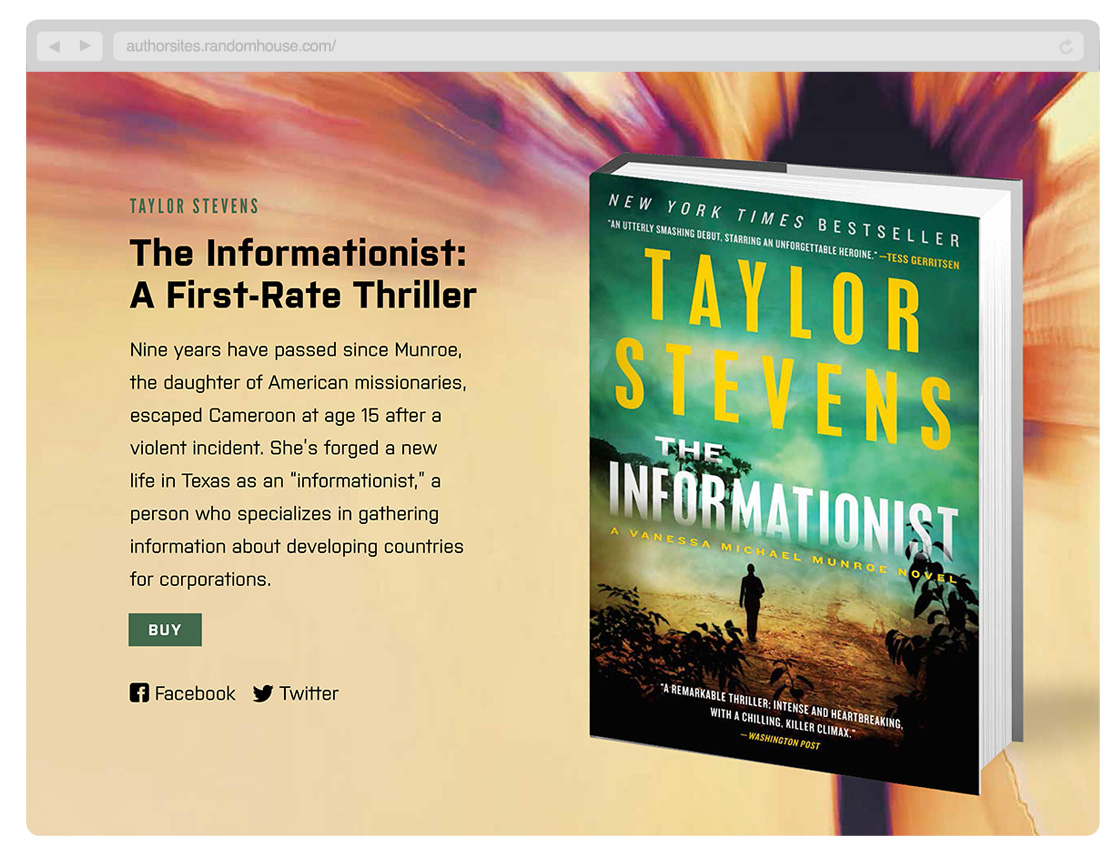 authorsites.randomhouse.com/
TAYLOR STEVENS
The Informationist:
A First-Rate Thriller
Nine years have passed since Munroe,
the daughter of American missionaries,
escaped Cameroon at age 15 after a
violent incident. She's forged a new
life in Texas as an “informationist,” a
person who specializes in gathering
information about developing countries
for corporations.
BUY
Facebook Twitter
NEW YORK TIMES BESTSELLER
"AN UTTERLY SMASHING DEBUT, STARRING AN UNFORGETTABLE HEROINE." —TESS GERRITSEN
TAYLOR
STEVENS
THE
INFORMATIONIST
A VANESSA MICHAEL MUNROE NOVEL
"A REMARKABLE THRILLER; INTENSE AND HEARTBREAKING,
WITH A CHILLING, KILLER CLIMAX."
—WASHINGTON POST